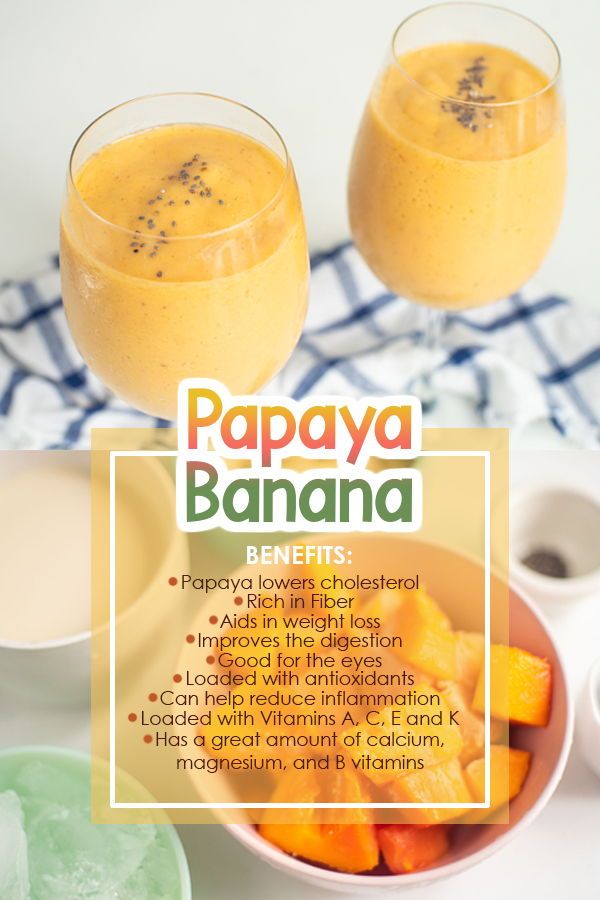 Papaya
Banana
BENEFITS:
•Papaya lowers cholesterol
•Rich in Fiber
•Aids in weight loss
•Improves the digestion
•Good for the eyes
•Loaded with antioxidants
•Can help reduce inflammation
•Loaded with Vitamins A, C, E and K
•Has a great amount of calcium,
magnesium, and B vitamins